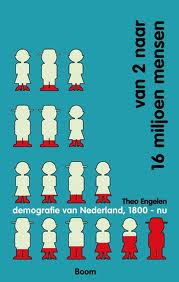 van 2 naar
16 miljoen mensen
Theo Engelen
demografie van Nederland, 1800 - nu
Boom